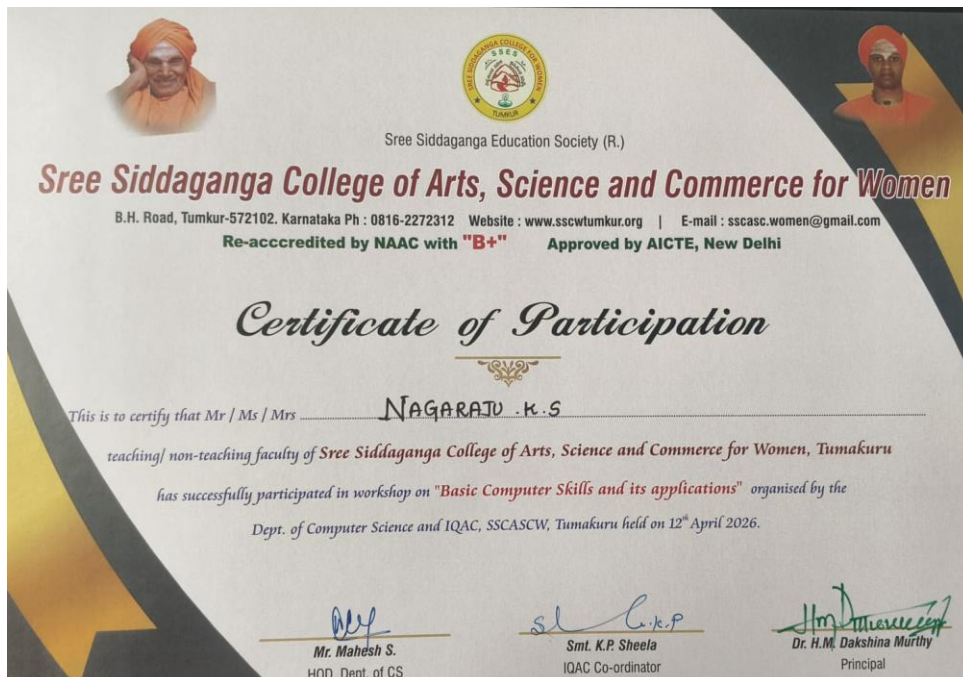 SREE SIDDAGANGA COLLEGE FOR WOMEN
SSES
TUMKUR
Sree Siddaganga Education Society (R.)
Sree Siddaganga College of Arts, Science and Commerce for Women
B.H. Road, Tumkur-572102. Karnataka Ph : 0816-2272312 Website : www.sscwtumkur.org | E-mail : sscasc.women@gmail.com
Re-acccredited by NAAC with "B+" Approved by AICTE, New Delhi
Certificate of Participation
This is to certify that Mr / Ms / Mrs NAGARAJU .K.S
teaching/ non-teaching faculty of Sree Siddaganga College of Arts, Science and Commerce for Women, Tumakuru
has successfully participated in workshop on "Basic Computer Skills and its applications" organised by the
Dept. of Computer Science and IQAC, SSCASCW, Tumakuru held on 12th April 2026.
Mr. Mahesh S.
HOD, Dept. of CS
Smt. K.P. Sheela
IQAC Co-ordinator
Dr. H.M. Dakshina Murthy
Principal